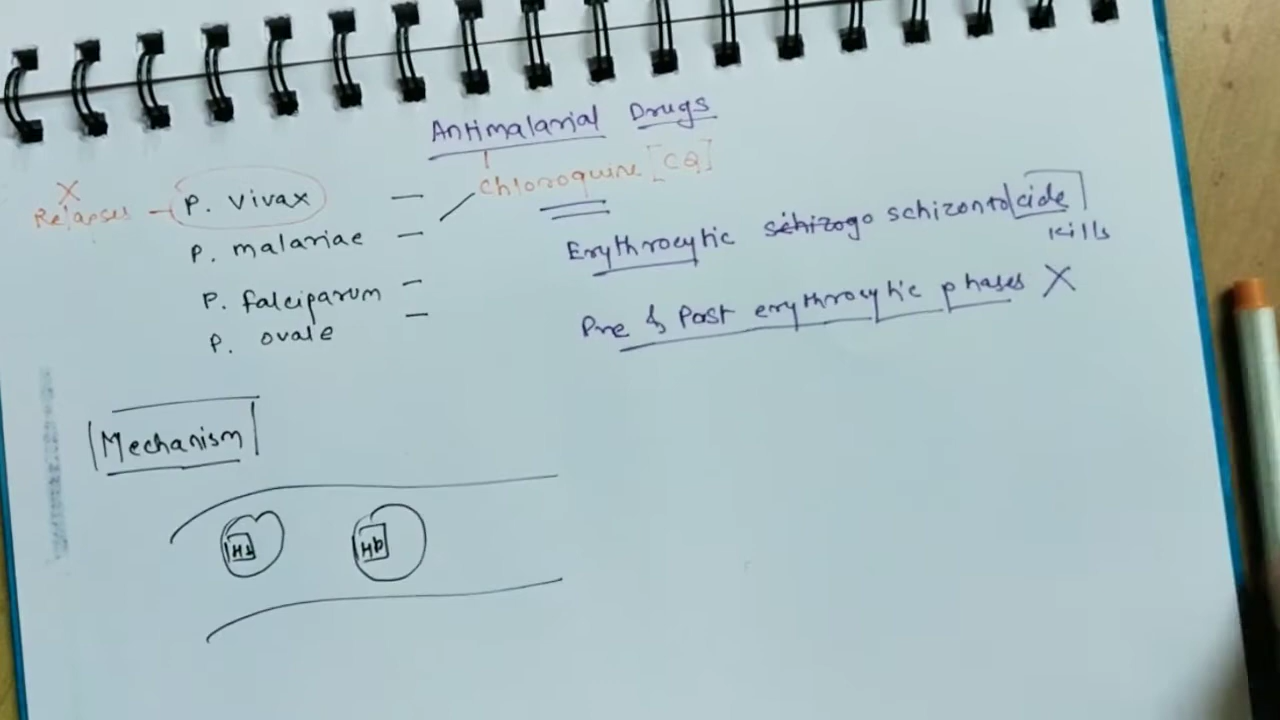 Antimalarial Drugs
Chloroquine [CQ]
X
Relapses - P. vivax -
P. malariae -
P. falciparum -
P. ovale -
Erythrocytic schizogo schizontolcide
kills
Pre & Post erythrocytic phases X
Mechanism
Hb Hb